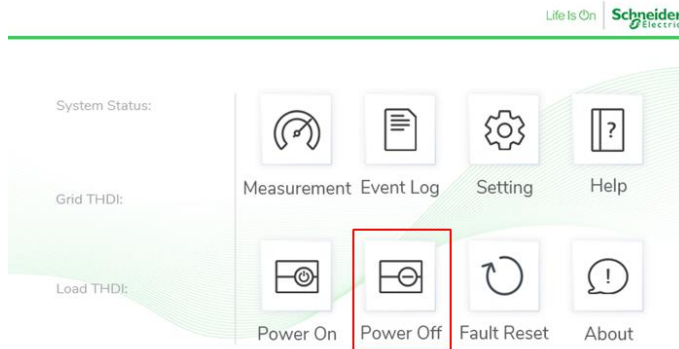 Life Is On Schneider
Electric
System Status:
Measurement Event Log Setting Help
Grid THDI:
Load THDI:
Power On Power Off Fault Reset About